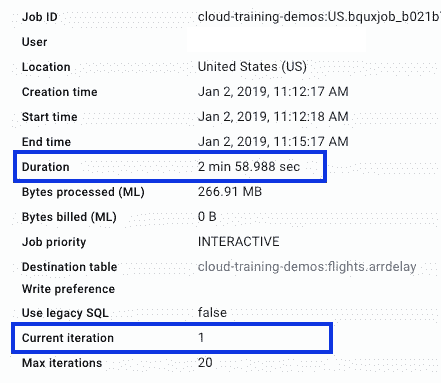 Job ID cloud-training-demos:US.bquxjob_b021b
User
Location United States (US)
Creation time Jan 2, 2019, 11:12:17 AM
Start time Jan 2, 2019, 11:12:18 AM
End time Jan 2, 2019, 11:15:17 AM
Duration 2 min 58.988 sec
Bytes processed (ML) 266.91 MB
Bytes billed (ML) 0 B
Job priority INTERACTIVE
Destination table cloud-training-demos:flights.arrdelay
Write preference
Use legacy SQL false
Current iteration 1
Max iterations 20